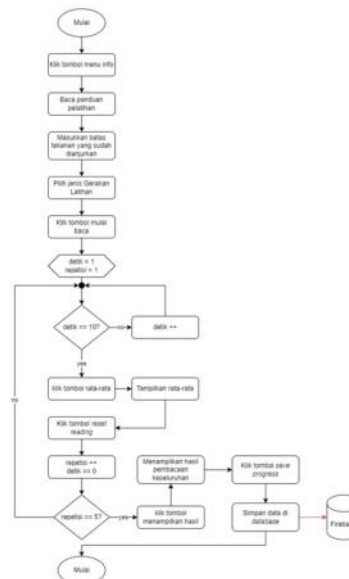 Mulai
Klik tombol menu info
Baca panduan
pelatihan
Masukkan batas
tekanan yang sudah
dianjurkan
Pilih jenis Gerakan
Latihan
Klik tombol mulai
baca
detik = 1
repetisi = 1
detik == 10?
no
detik ++
yes
klik tombol rata-rata
Tampilkan rata-rata
no
Klik tombol reset
reading
repetisi ++
detik == 0
repetisi == 5?
yes
klik tombol
menampilkan hasil
Menampilkan hasil
pembacaan
keseluruhan
Klik tombol save
progress
Simpan data di
database
Fireba
Mulai